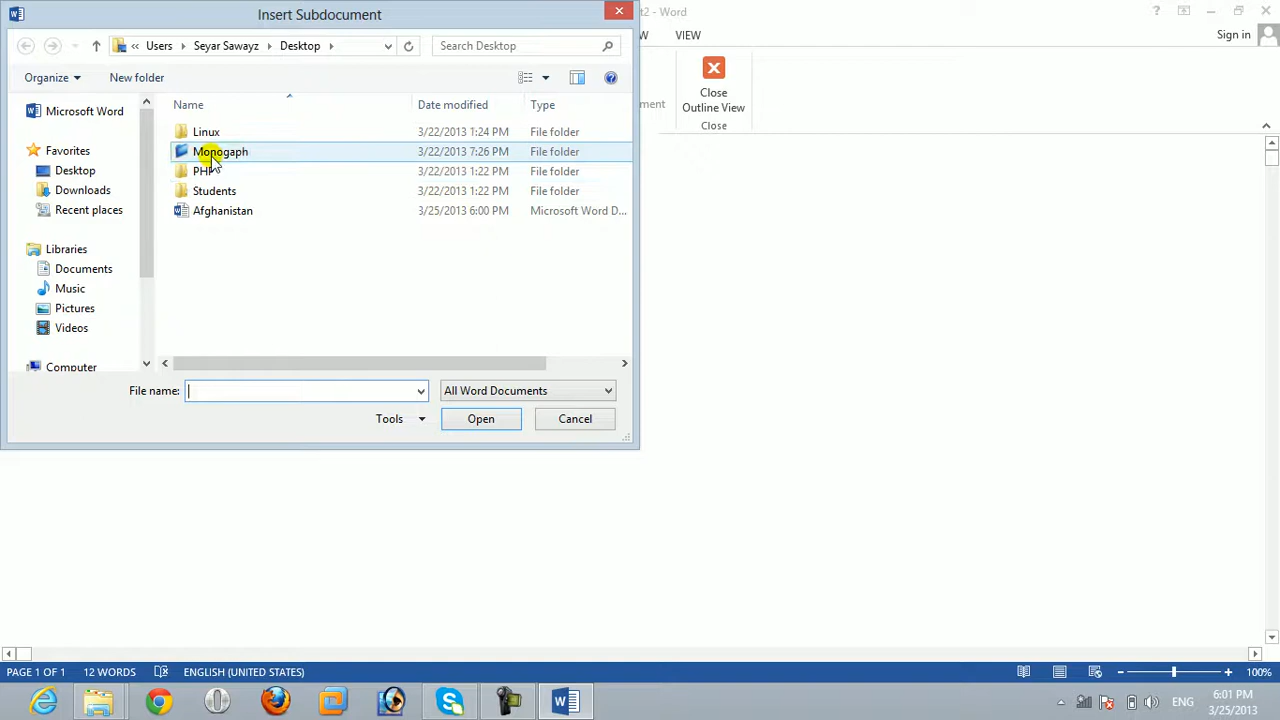 Insert Subdocument
t2 - Word
Users
Seyar Sawayz
Desktop
Search Desktop
W
VIEW
Sign in
Organize
New folder
Close
Outline View
Close
ment
Name
Date modified
Type
Microsoft Word
Favorites
Desktop
Downloads
Recent places
Libraries
Documents
Music
Pictures
Videos
Computer
Linux 3/22/2013 1:24 PM File folder
Monogaph 3/22/2013 7:26 PM File folder
PHP 3/22/2013 1:22 PM File folder
Students 3/22/2013 1:22 PM File folder
Afghanistan 3/25/2013 6:00 PM Microsoft Word D...
File name:
All Word Documents
Tools
Open
Cancel
PAGE 1 OF 1
12 WORDS
ENGLISH (UNITED STATES)
100%
ENG
6:01 PM
3/25/2013